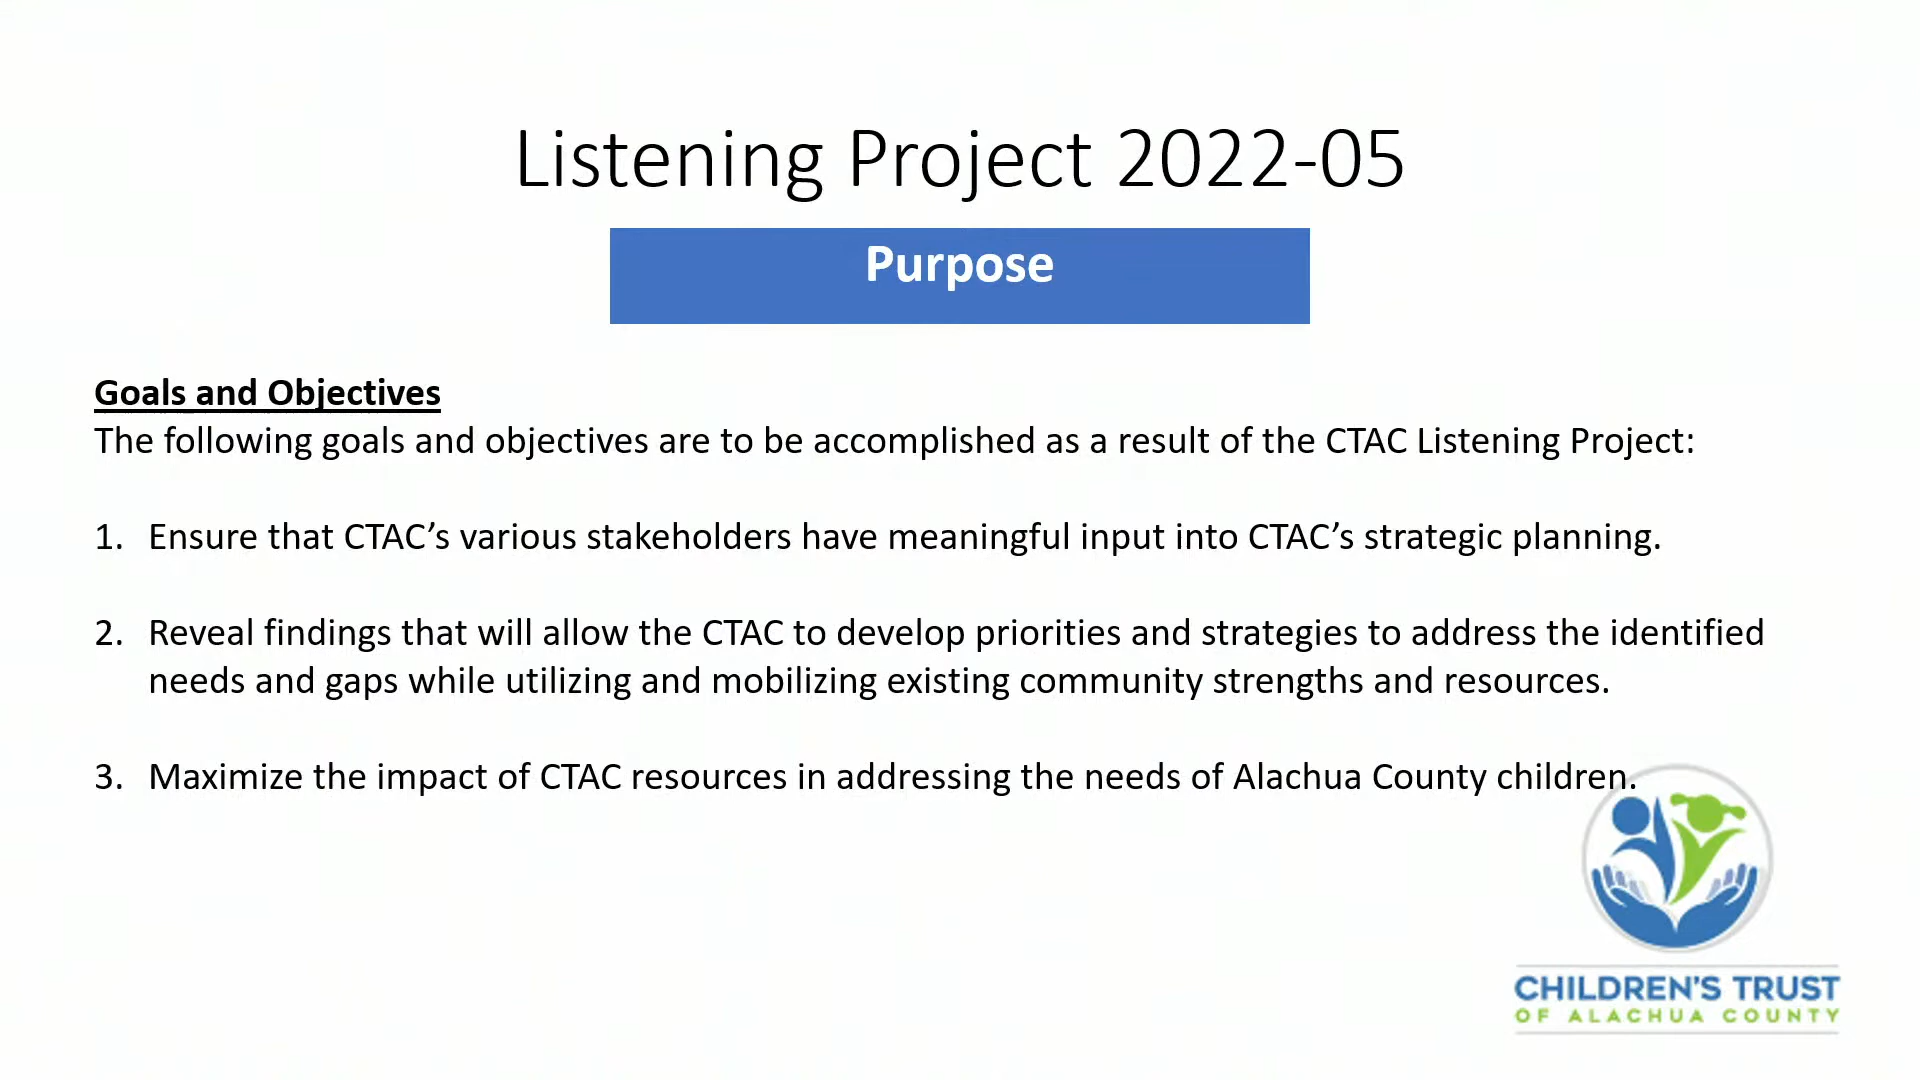 Listening Project 2022-05
Purpose
Goals and Objectives
The following goals and objectives are to be accomplished as a result of the CTAC Listening Project:
1. Ensure that CTAC’s various stakeholders have meaningful input into CTAC’s strategic planning.
2. Reveal findings that will allow the CTAC to develop priorities and strategies to address the identified
needs and gaps while utilizing and mobilizing existing community strengths and resources.
3. Maximize the impact of CTAC resources in addressing the needs of Alachua County children.
CHILDREN'S TRUST
OF ALACHUA COUNTY